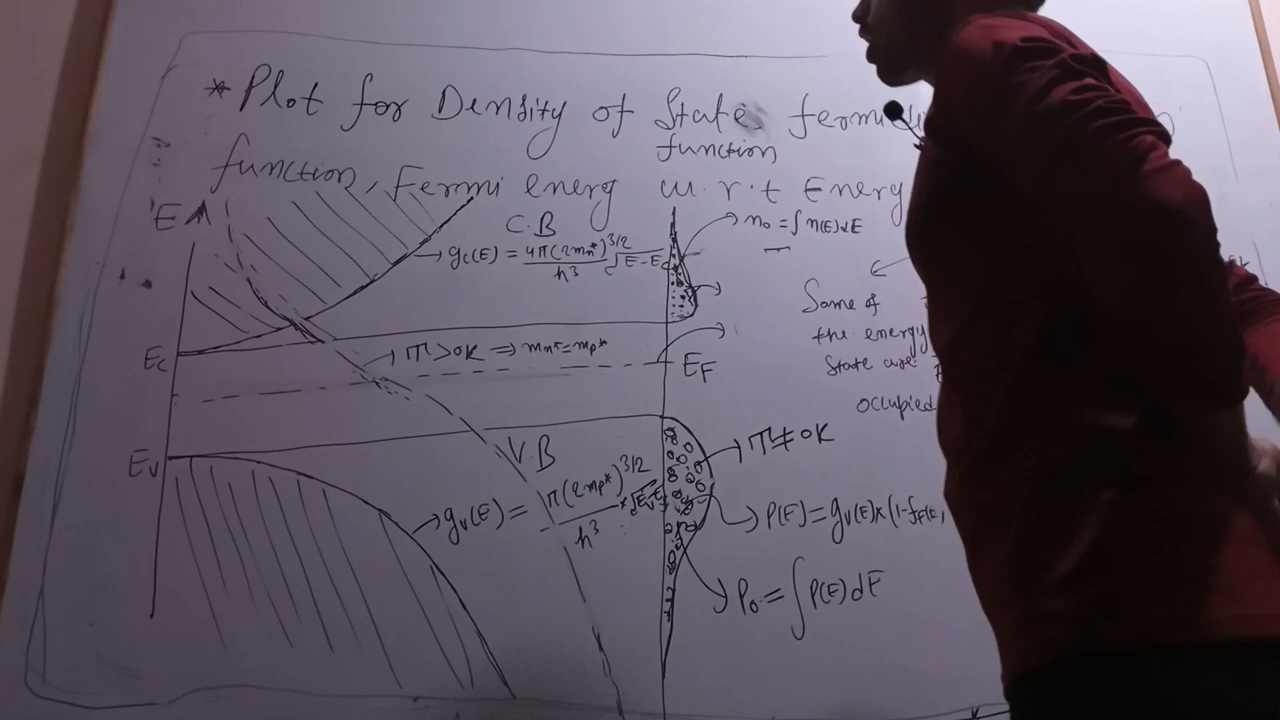 * Plot for Density of State fermi
function
function, Fermi energ w.r.t Energy
E
C.B
n₀ = ∫n(E)dE
→ gc(E) = 4π(2mn*)^3/2 / h³ √E-Ec
Some of
the energy
State are
occupied
Ec
T>0K ⇒ mn*=mp*
EF
Ev
V.B
T≠0K
→ gv(E) = π(2mp*)^3/2 / h³ * √Ev-E
P(E) = gv(E)x(1-fF(E)
P₀ = ∫P(E)dE